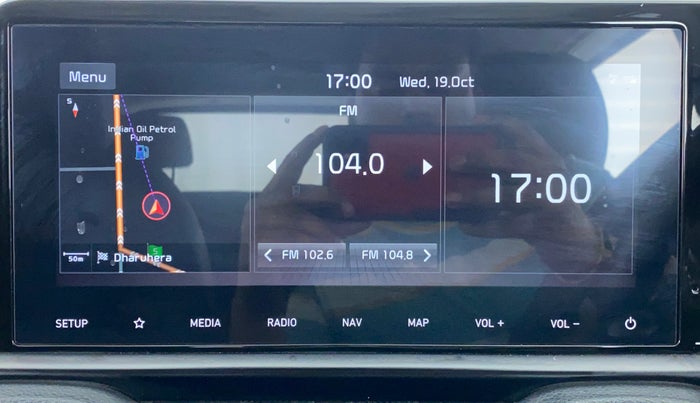 Menu
17:00
Wed, 19,Oct
S
Indian Oil Petrol
Pump
50m
Dharuhera
S
FM
104.0
FM 102.6
FM 104.8
17:00
SETUP
MEDIA
RADIO
NAV
MAP
VOL +
VOL −